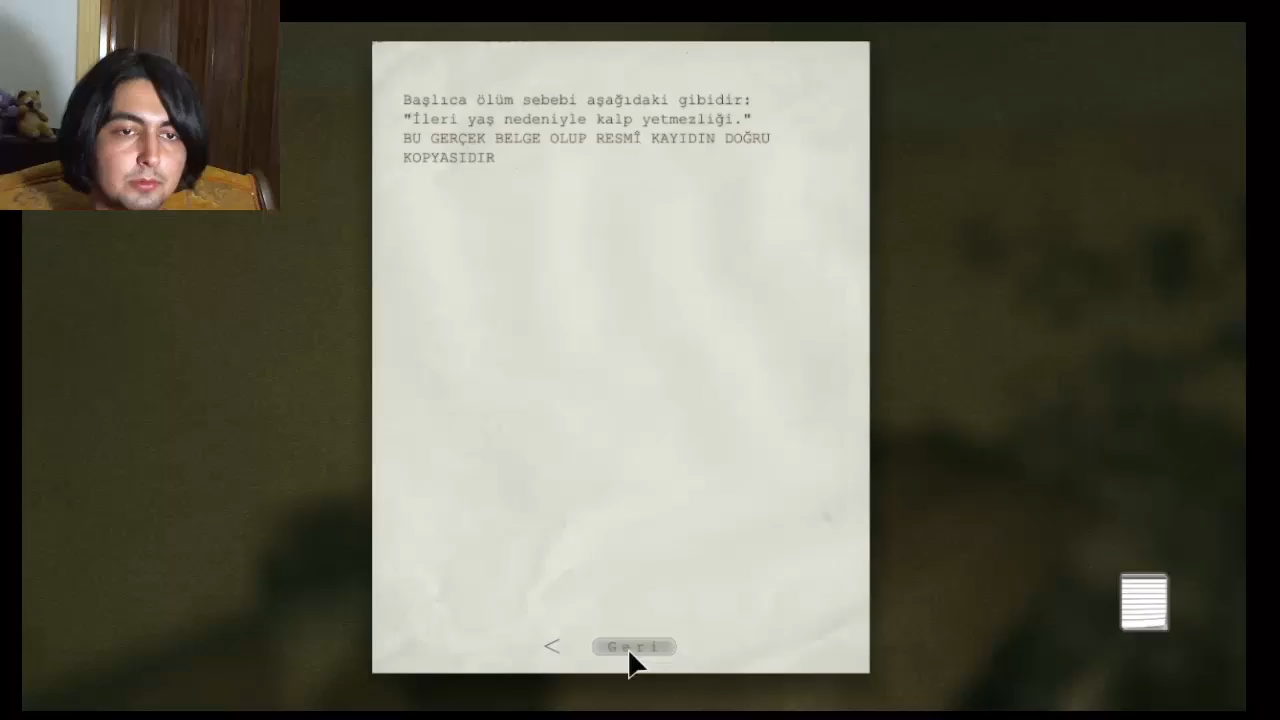 Başlıca ölüm sebebi aşağıdaki gibidir:
"İleri yaş nedeniyle kalp yetmezliği."
BU GERÇEK BELGE OLUP RESMÎ KAYIDIN DOĞRU
KOPYASIDIR
< Geri